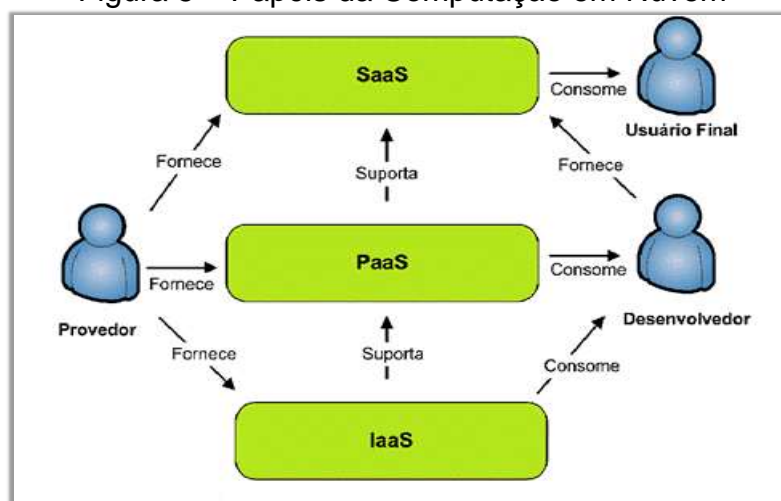 SaaS
Consome
Usuário Final
Fornece
Suporta
Fornece
PaaS
Fornece
Consome
Provedor
Desenvolvedor
Fornece
Suporta
Consome
IaaS